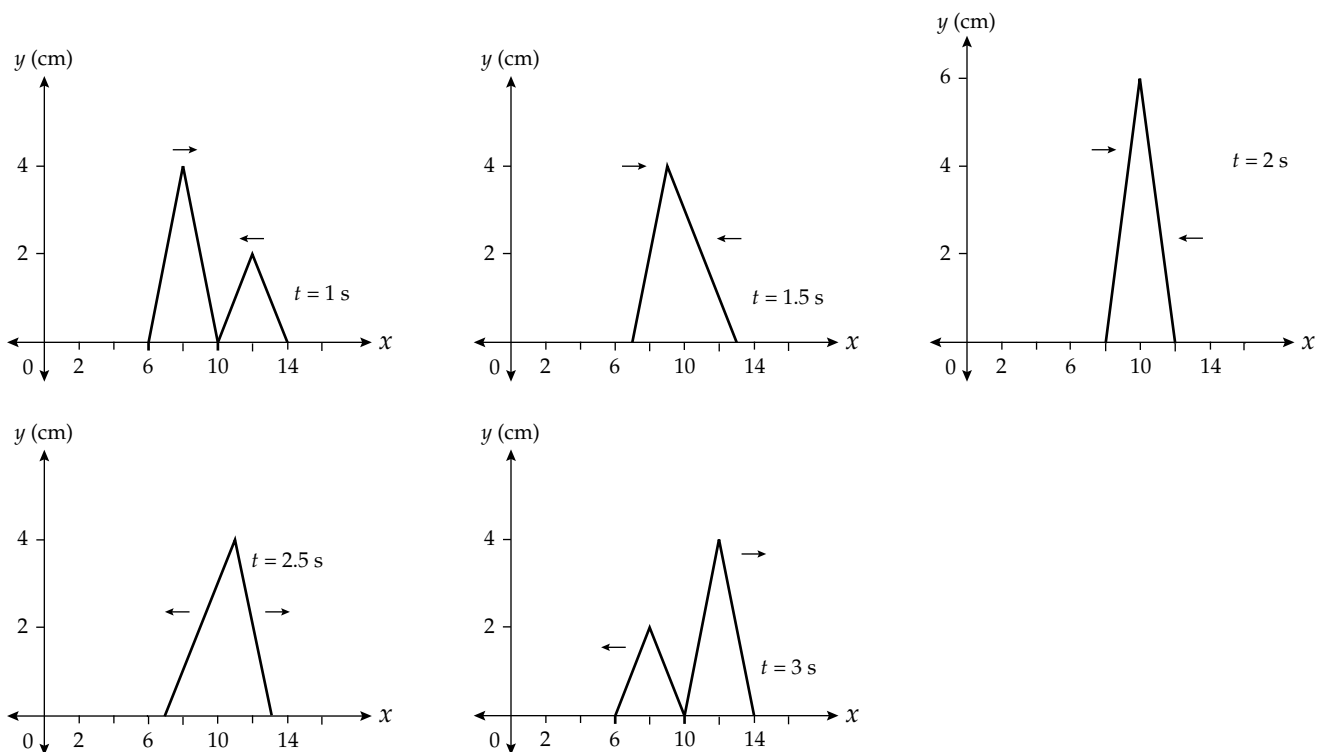 y (cm)
4
2
0 2 6 10 14 x
t = 1 s
y (cm)
4
2
0 2 6 10 14 x
t = 1.5 s
y (cm)
6
4
2
0 2 6 10 14 x
t = 2 s
y (cm)
4
2
0 2 6 10 14 x
t = 2.5 s
y (cm)
4
2
0 2 6 10 14 x
t = 3 s